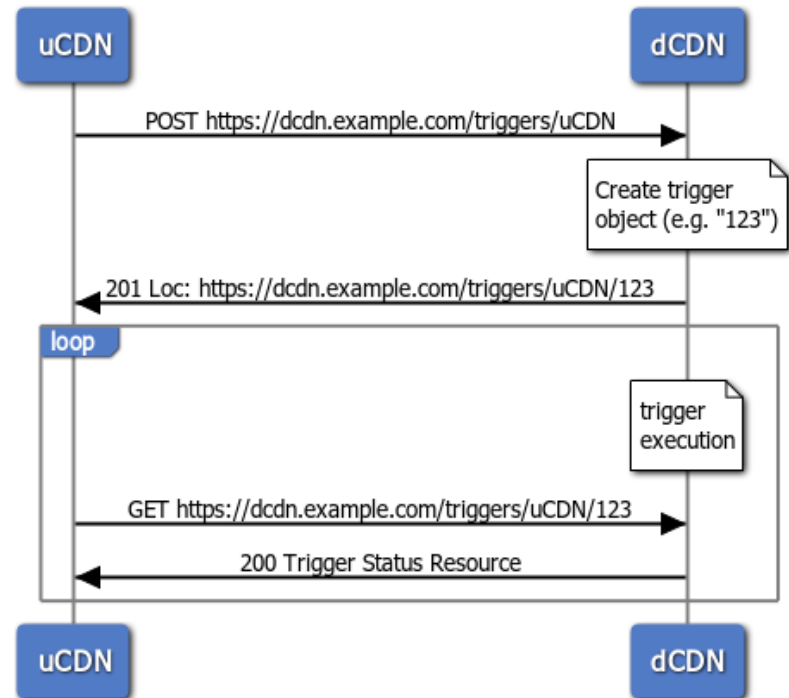 uCDN dCDN
POST https://dcdn.example.com/triggers/uCDN
Create trigger
object (e.g. "123")
201 Loc: https://dcdn.example.com/triggers/uCDN/123
loop
trigger
execution
GET https://dcdn.example.com/triggers/uCDN/123
200 Trigger Status Resource
uCDN dCDN